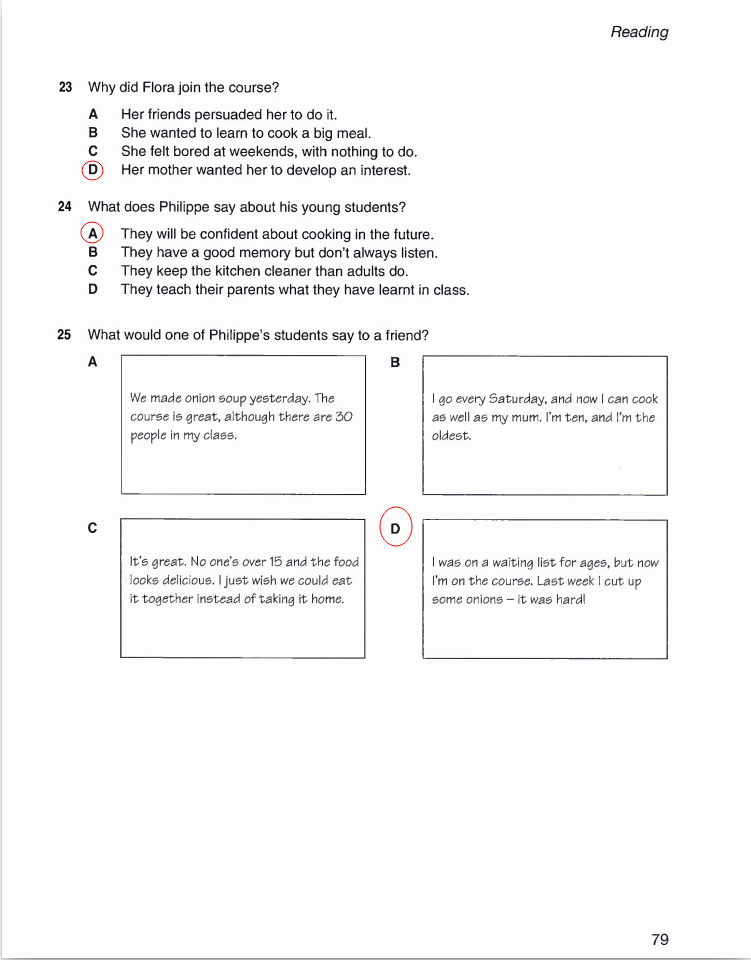 Reading
23 Why did Flora join the course?
A Her friends persuaded her to do it.
B She wanted to learn to cook a big meal.
C She felt bored at weekends, with nothing to do.
D Her mother wanted her to develop an interest.
24 What does Philippe say about his young students?
A They will be confident about cooking in the future.
B They have a good memory but don't always listen.
C They keep the kitchen cleaner than adults do.
D They teach their parents what they have learnt in class.
25 What would one of Philippe's students say to a friend?
A
We made onion soup yesterday. The
course is great, although there are 30
people in my class.
B
I go every Saturday, and now I can cook
as well as my mum. I'm ten, and I'm the
oldest.
C
It's great. No one's over 15 and the food
looks delicious. I just wish we could eat
it together instead of taking it home.
D
I was on a waiting list for ages, but now
I'm on the course. Last week I cut up
some onions – it was hard!
79